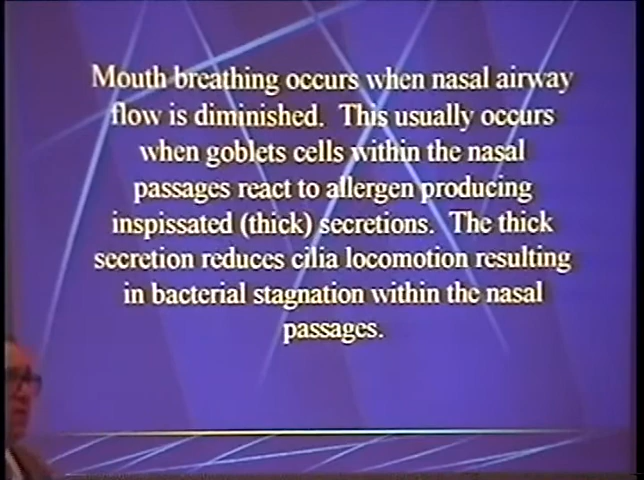 Mouth breathing occurs when nasal airway
flow is diminished. This usually occurs
when goblets cells within the nasal
passages react to allergen producing
inspissated (thick) secretions. The thick
secretion reduces cilia locomotion resulting
in bacterial stagnation within the nasal
passages.